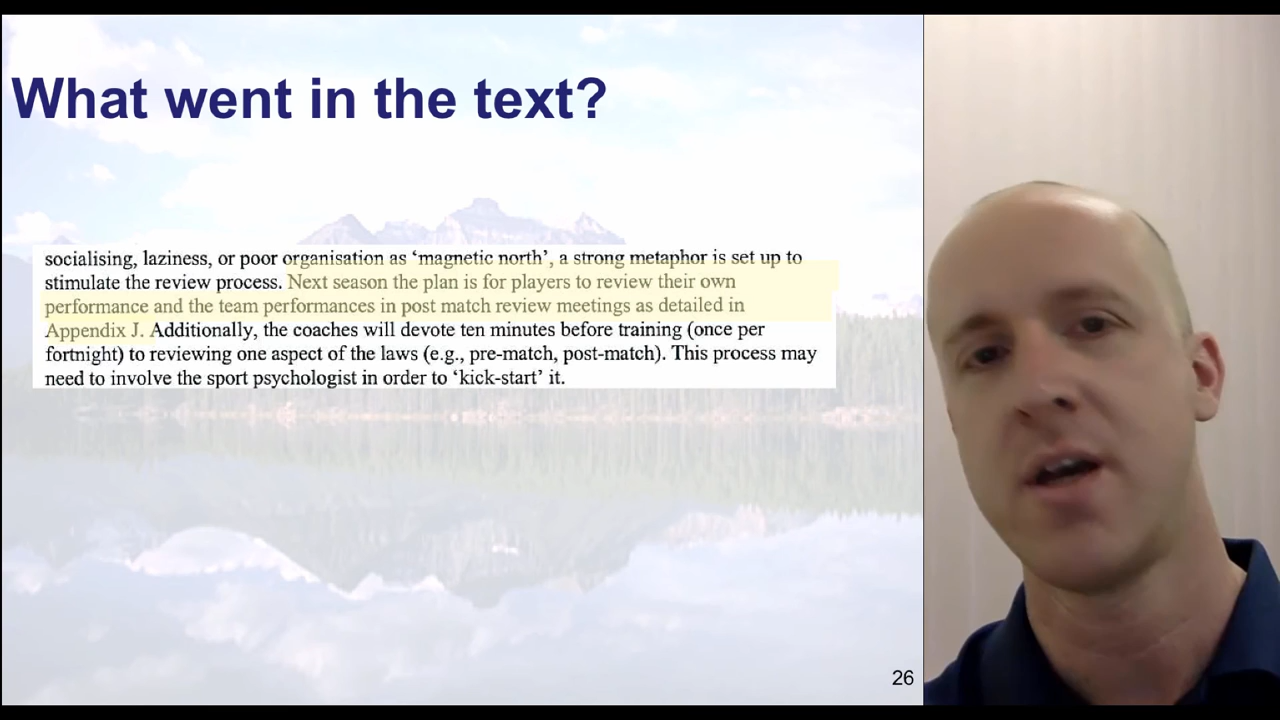 What went in the text?
socialising, laziness, or poor organisation as ‘magnetic north’, a strong metaphor is set up to
stimulate the review process. Next season the plan is for players to review their own
performance and the team performances in post match review meetings as detailed in
Appendix J. Additionally, the coaches will devote ten minutes before training (once per
fortnight) to reviewing one aspect of the laws (e.g., pre-match, post-match). This process may
need to involve the sport psychologist in order to ‘kick-start’ it.
26